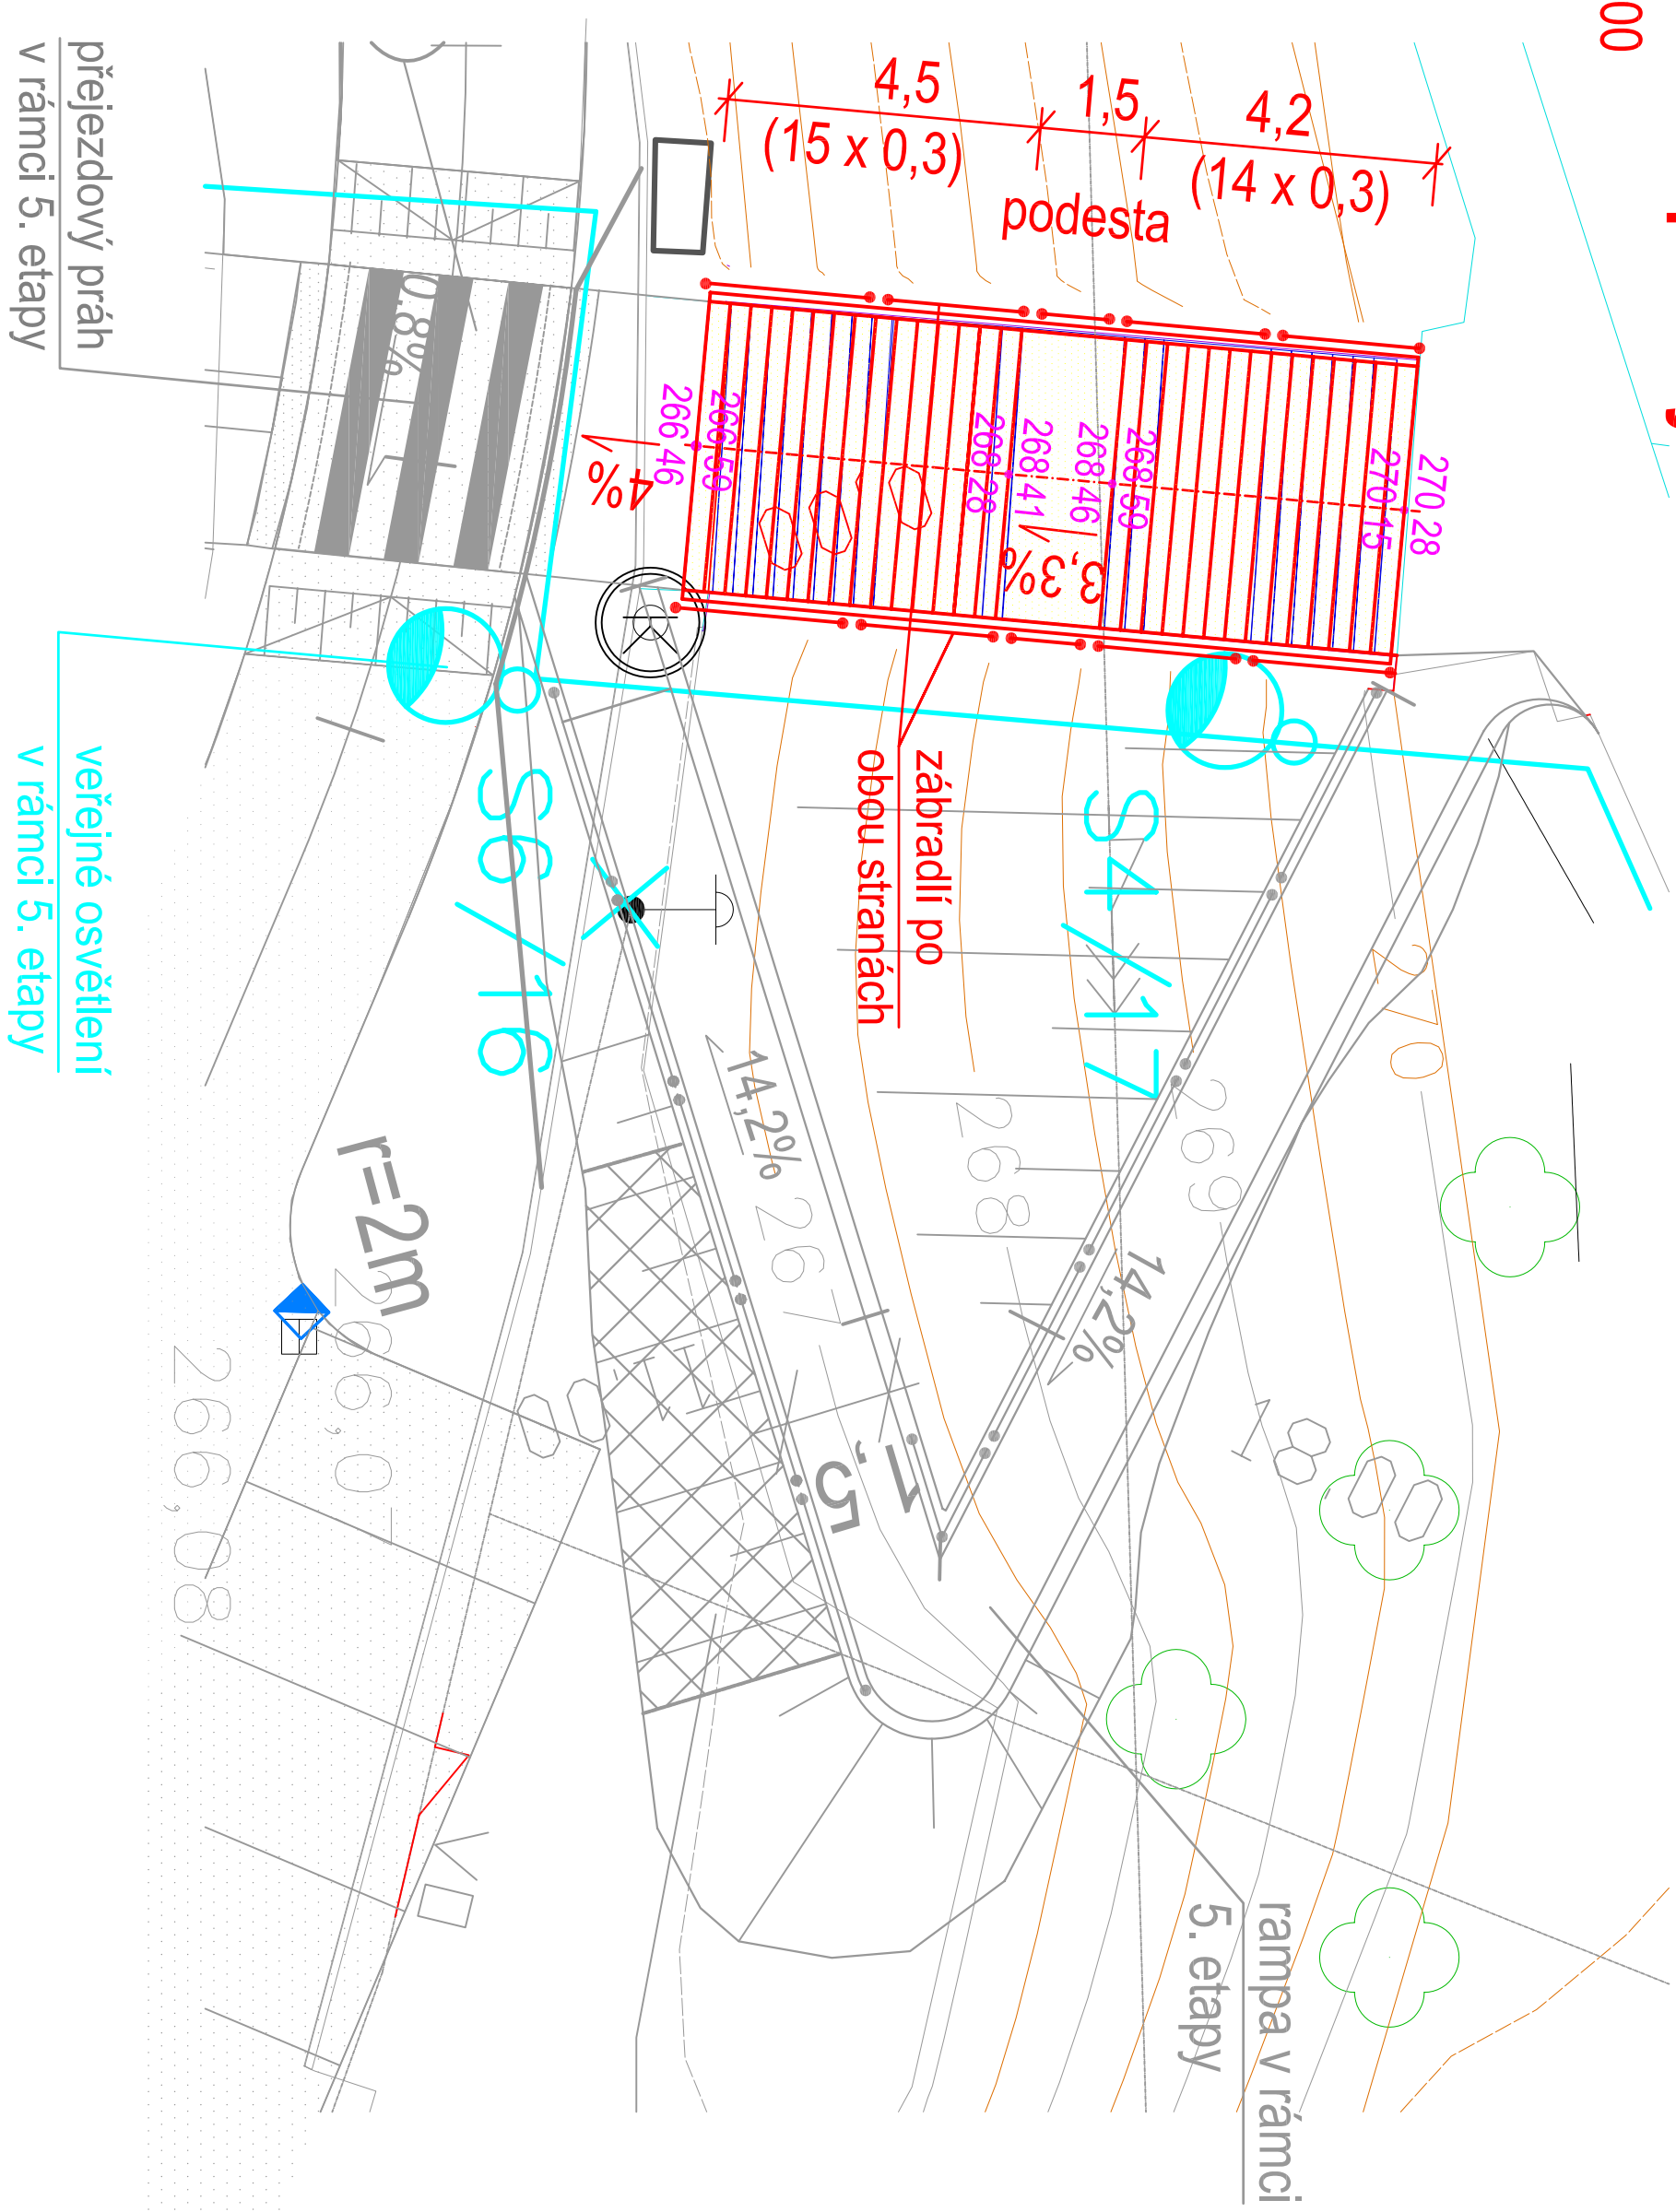 00
4,5
(15 x 0,3)
1,5
4,2
(14 x 0,3)
podesta
přejezdový práh
v rámci 5. etapy
0,8%
266 46
266 59
4%
268 28
268 41
268 46
268 59
3,3%
270 15
270 28
zábradlí po
obou stranách
S6/16
S4/17
veřejné osvětlení
v rámci 5. etapy
14,2%
14,2%
267
268
269
270
r=2m
266,08
1,5
rampa v rámci
5. etapy